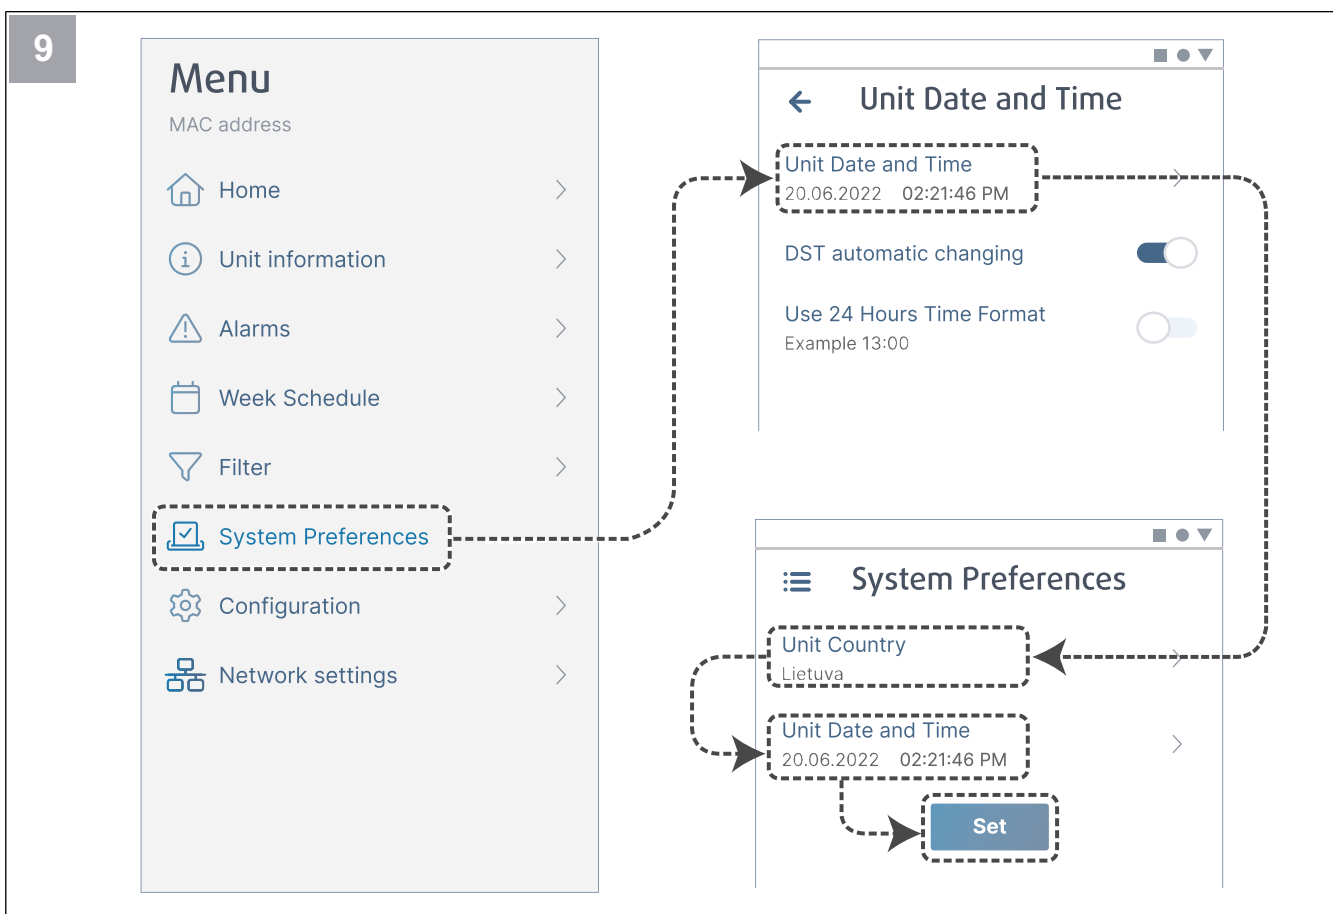 9
Menu
MAC address
Home
Unit information
Alarms
Week Schedule
Filter
System Preferences
Configuration
Network settings
Unit Date and Time
Unit Date and Time
20.06.2022 02:21:46 PM
DST automatic changing
Use 24 Hours Time Format
Example 13:00
System Preferences
Unit Country
Lietuva
Unit Date and Time
20.06.2022 02:21:46 PM
Set